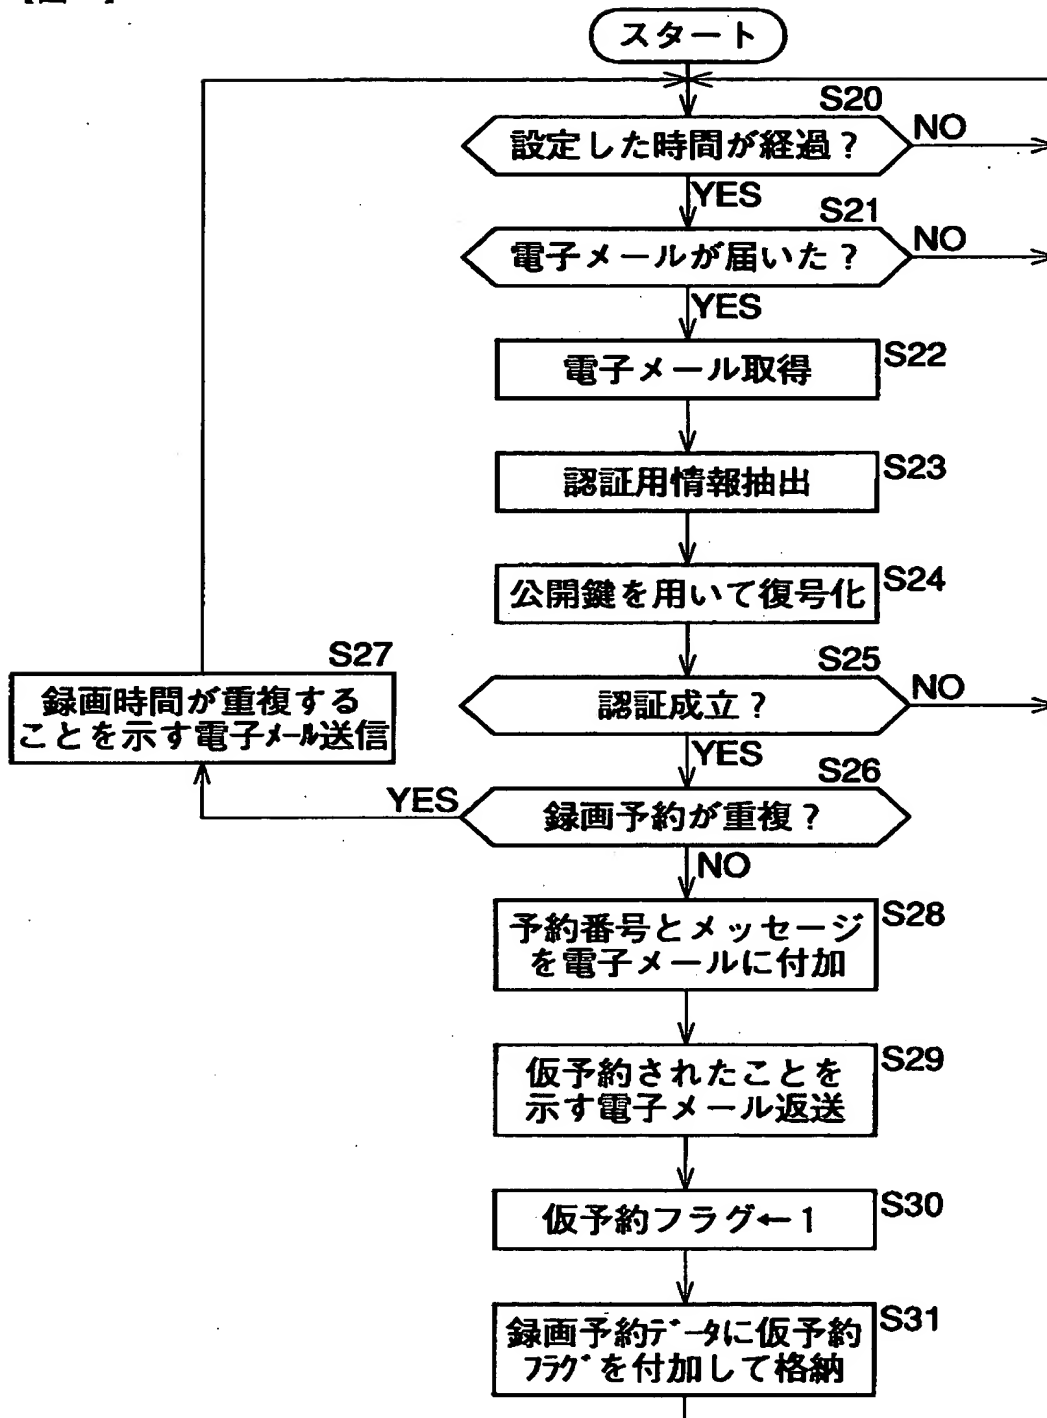 スタート
S20
設定した時間が経過？
NO
YES
S21
電子メールが届いた？
NO
YES
S22
電子メール取得
S23
認証用情報抽出
S24
公開鍵を用いて復号化
S25
認証成立？
NO
YES
S26
録画予約が重複？
YES
S27
録画時間が重複する
ことを示す電子ﾒｰﾙ送信
NO
S28
予約番号とメッセージ
を電子メールに付加
S29
仮予約されたことを
示す電子メール返送
S30
仮予約フラグ←1
S31
録画予約ﾃﾞｰﾀに仮予約
ﾌﾗｸﾞを付加して格納